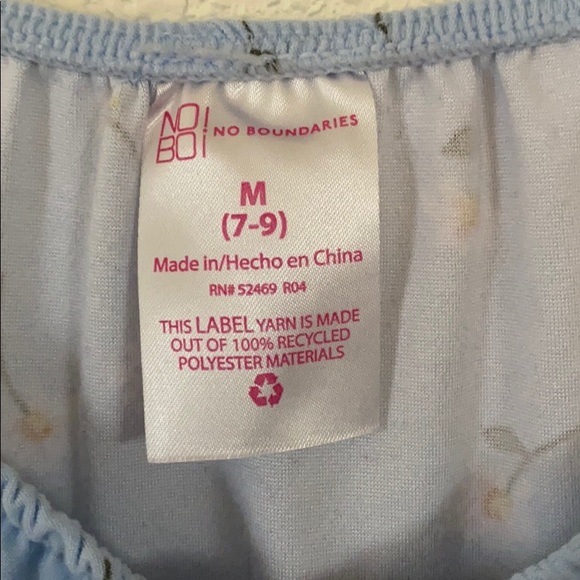 NO!
BO!
NO BOUNDARIES
M
(7-9)
Made in/Hecho en China
RN# 52469 R04
THIS LABEL YARN IS MADE
OUT OF 100% RECYCLED
POLYESTER MATERIALS